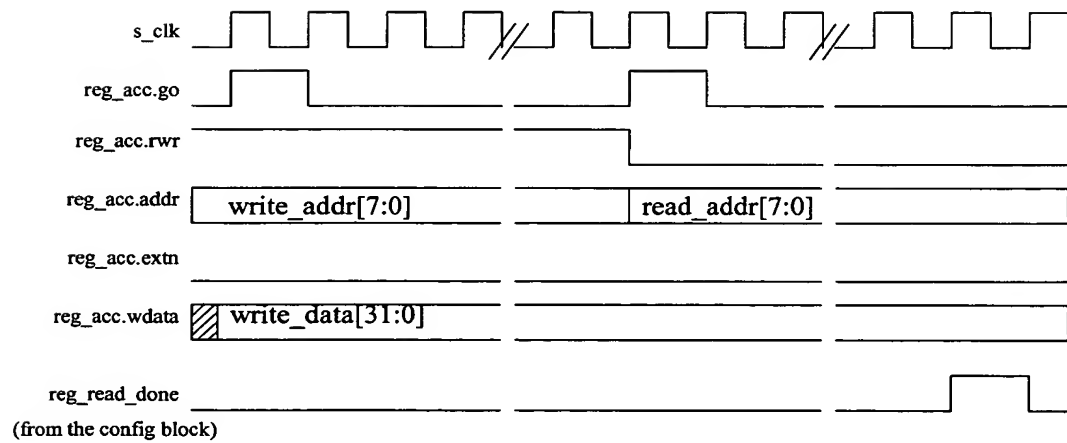 s_clk
reg_acc.go
reg_acc.rwr
reg_acc.addr
write_addr[7:0]
read_addr[7:0]
reg_acc.extn
reg_acc.wdata
write_data[31:0]
reg_read_done
(from the config block)